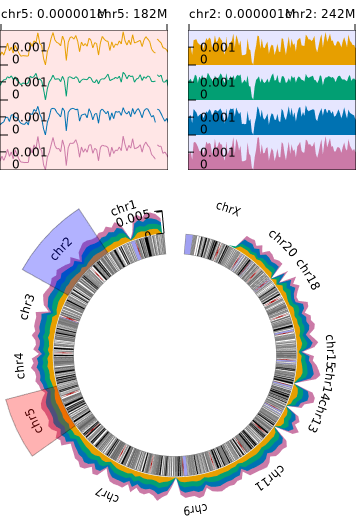 chr5: 0.000001M chr5: 182M
chr2: 0.000001M chr2: 242M
0.001
0
0.001
0
0.001
0
0.001
0
0.001
0
0.001
0
0.001
0
0.001
0
chr1
0.005
0
chrX
chr2
chr20
chr18
chr3
chr4
chr15
chr14
chr13
chr5
chr7
chr11
chr9